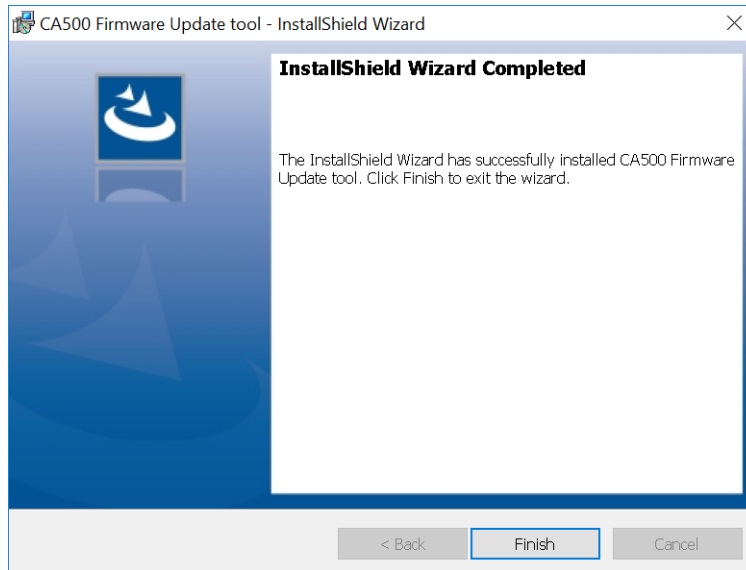 CA500 Firmware Update tool - InstallShield Wizard
InstallShield Wizard Completed
The InstallShield Wizard has successfully installed CA500 Firmware
Update tool. Click Finish to exit the wizard.
< Back
Finish
Cancel